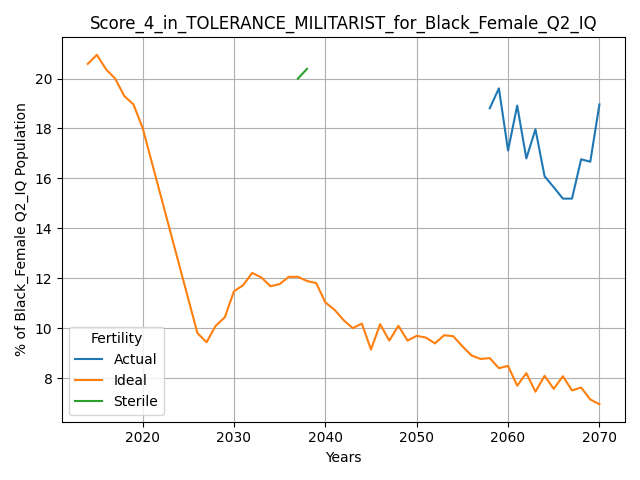 Score_4_in_TOLERANCE_MILITARIST_for_Black_Female_Q2_IQ
% of Black_Female Q2_IQ Population
20
18
16
14
12
10
8
Fertility
Actual
Ideal
Sterile
2020
2030
2040
2050
2060
2070
Years